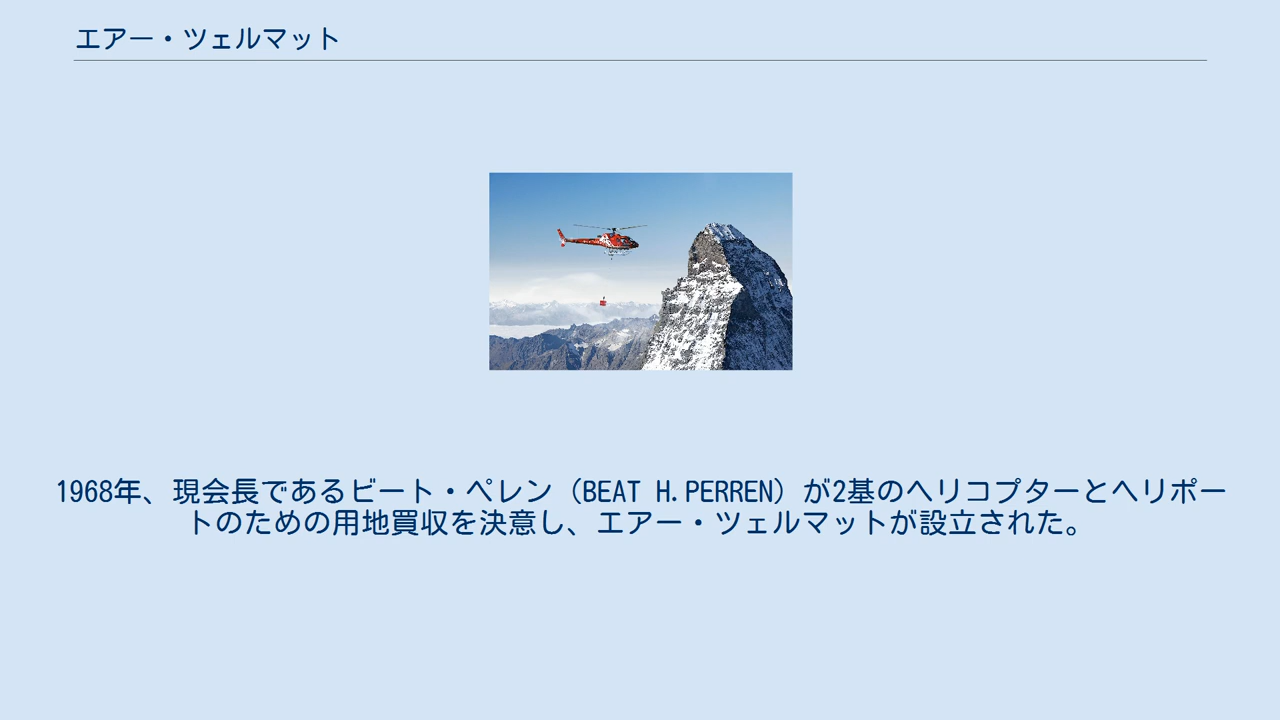 エアー・ツェルマット
1968年、現会長であるビート・ペレン（BEAT H.PERREN）が2基のヘリコプターとヘリポー
トのための用地買収を決意し、エアー・ツェルマットが設立された。